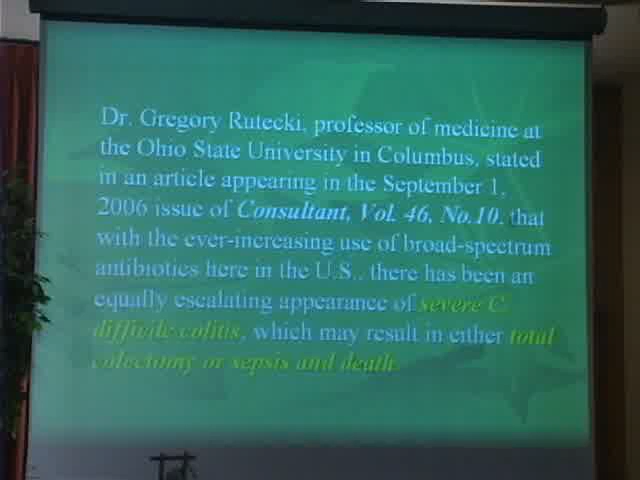 Dr. Gregory Rutecki, professor of medicine at
the Ohio State University in Columbus, stated
in an article appearing in the September 1,
2006 issue of Consultant, Vol. 46, No.10, that
with the ever-increasing use of broad-spectrum
antibiotics here in the U.S., there has been an
equally escalating appearance of severe C.
difficile colitis, which may result in either total
colectomy or sepsis and death.